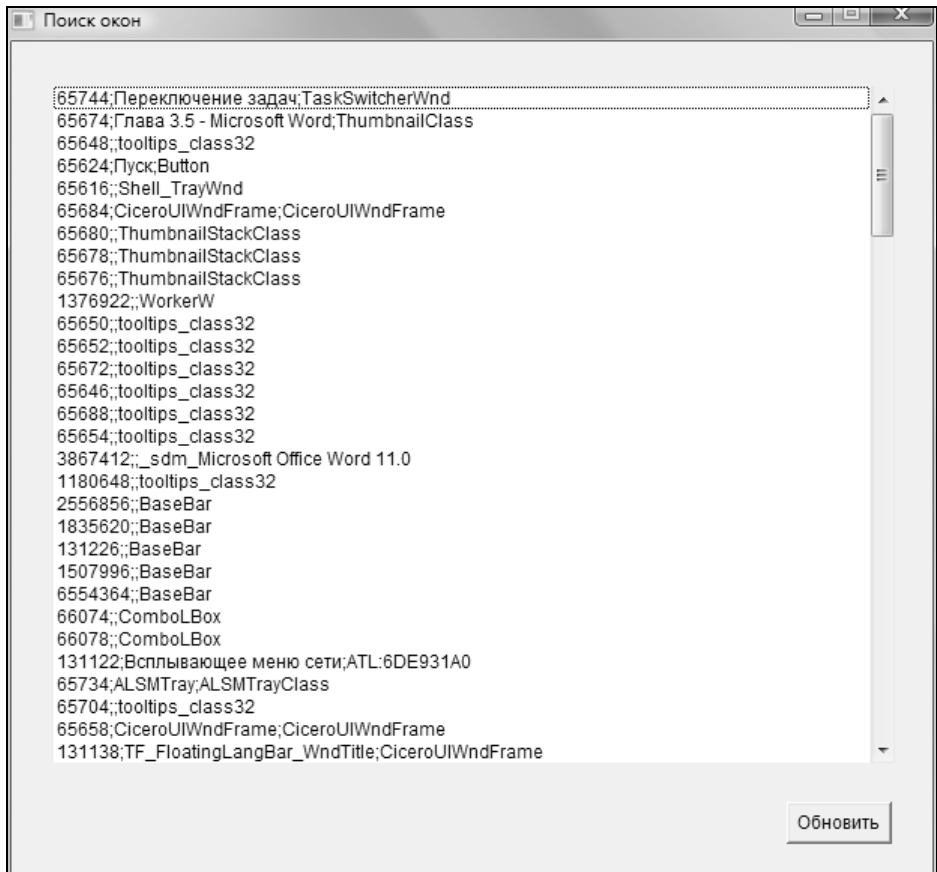 Поиск окон
65744;Переключение задач;TaskSwitcherWnd
65674;Глава 3.5 - Microsoft Word;ThumbnailClass
65648;;tooltips_class32
65624;Пуск;Button
65616;;Shell_TrayWnd
65684;CiceroUIWndFrame;CiceroUIWndFrame
65680;;ThumbnailStackClass
65678;;ThumbnailStackClass
65676;;ThumbnailStackClass
1376922;;WorkerW
65650;;tooltips_class32
65652;;tooltips_class32
65672;;tooltips_class32
65646;;tooltips_class32
65688;;tooltips_class32
65654;;tooltips_class32
3867412;;_sdm_Microsoft Office Word 11.0
1180648;;tooltips_class32
2556856;;BaseBar
1835620;;BaseBar
131226;;BaseBar
1507996;;BaseBar
6554364;;BaseBar
66074;;ComboLBox
66078;;ComboLBox
131122;Всплывающее меню сети;ATL:6DE931A0
65734;ALSMTray;ALSMTrayClass
65704;;tooltips_class32
65658;CiceroUIWndFrame;CiceroUIWndFrame
131138;TF_FloatingLangBar_WndTitle;CiceroUIWndFrame
Обновить